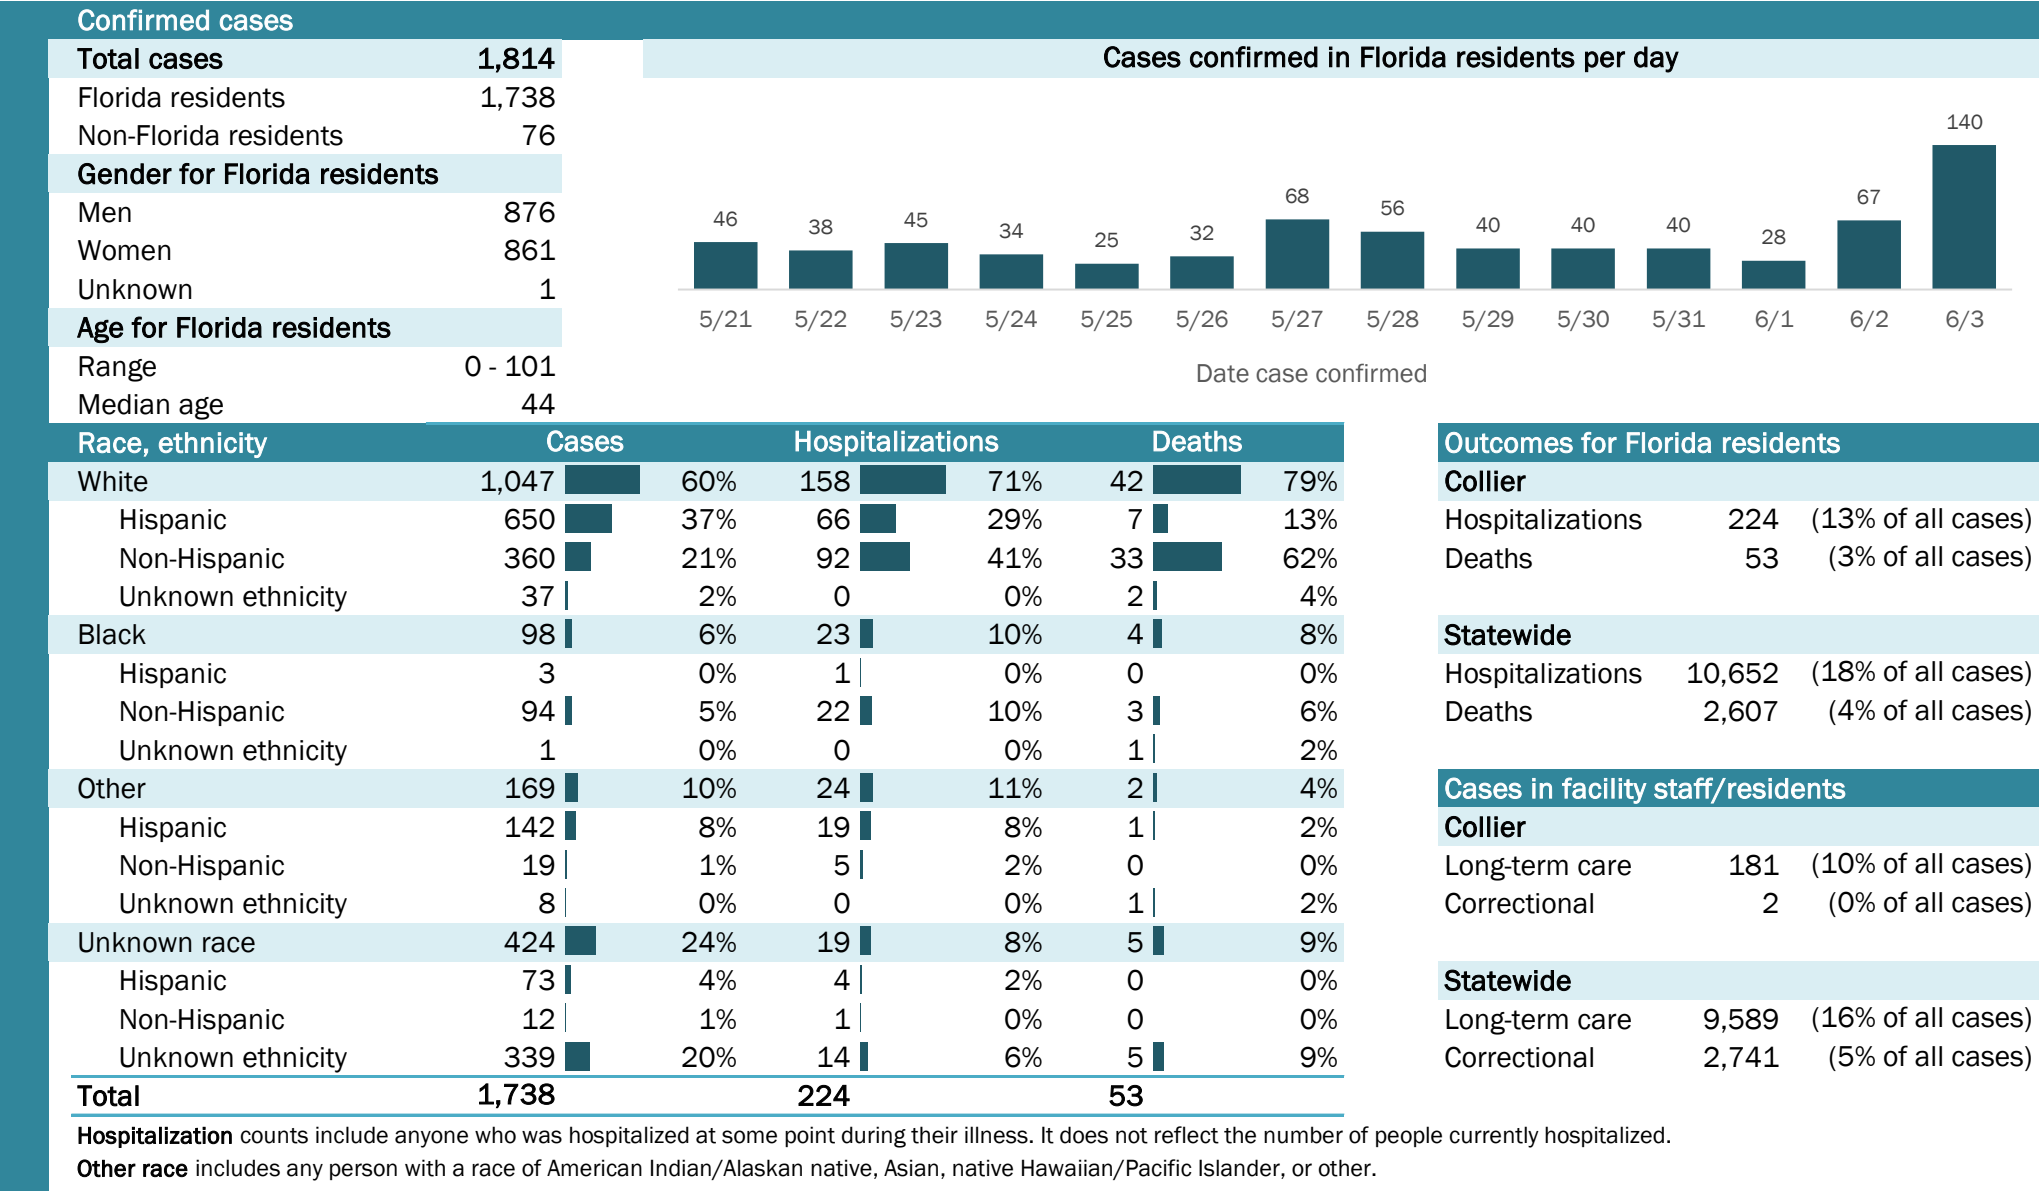 Confirmed cases
Total cases 1,814
Florida residents 1,738
Non-Florida residents 76
Gender for Florida residents
Men 876
Women 861
Unknown 1
Age for Florida residents
Range 0 - 101
Median age 44
Cases confirmed in Florida residents per day
46 38 45 34 25 32 68 56 40 40 40 28 67 140
5/21 5/22 5/23 5/24 5/25 5/26 5/27 5/28 5/29 5/30 5/31 6/1 6/2 6/3
Date case confirmed
Race, ethnicity Cases Hospitalizations Deaths
White 1,047 60% 158 71% 42 79%
Hispanic 650 37% 66 29% 7 13%
Non-Hispanic 360 21% 92 41% 33 62%
Unknown ethnicity 37 2% 0 0% 2 4%
Black 98 6% 23 10% 4 8%
Hispanic 3 0% 1 0% 0 0%
Non-Hispanic 94 5% 22 10% 3 6%
Unknown ethnicity 1 0% 0 0% 1 2%
Other 169 10% 24 11% 2 4%
Hispanic 142 8% 19 8% 1 2%
Non-Hispanic 19 1% 5 2% 0 0%
Unknown ethnicity 8 0% 0 0% 1 2%
Unknown race 424 24% 19 8% 5 9%
Hispanic 73 4% 4 2% 0 0%
Non-Hispanic 12 1% 1 0% 0 0%
Unknown ethnicity 339 20% 14 6% 5 9%
Total 1,738 224 53
Outcomes for Florida residents
Collier
Hospitalizations 224 (13% of all cases)
Deaths 53 (3% of all cases)
Statewide
Hospitalizations 10,652 (18% of all cases)
Deaths 2,607 (4% of all cases)
Cases in facility staff/residents
Collier
Long-term care 181 (10% of all cases)
Correctional 2 (0% of all cases)
Statewide
Long-term care 9,589 (16% of all cases)
Correctional 2,741 (5% of all cases)
Hospitalization counts include anyone who was hospitalized at some point during their illness. It does not reflect the number of people currently hospitalized.
Other race includes any person with a race of American Indian/Alaskan native, Asian, native Hawaiian/Pacific Islander, or other.